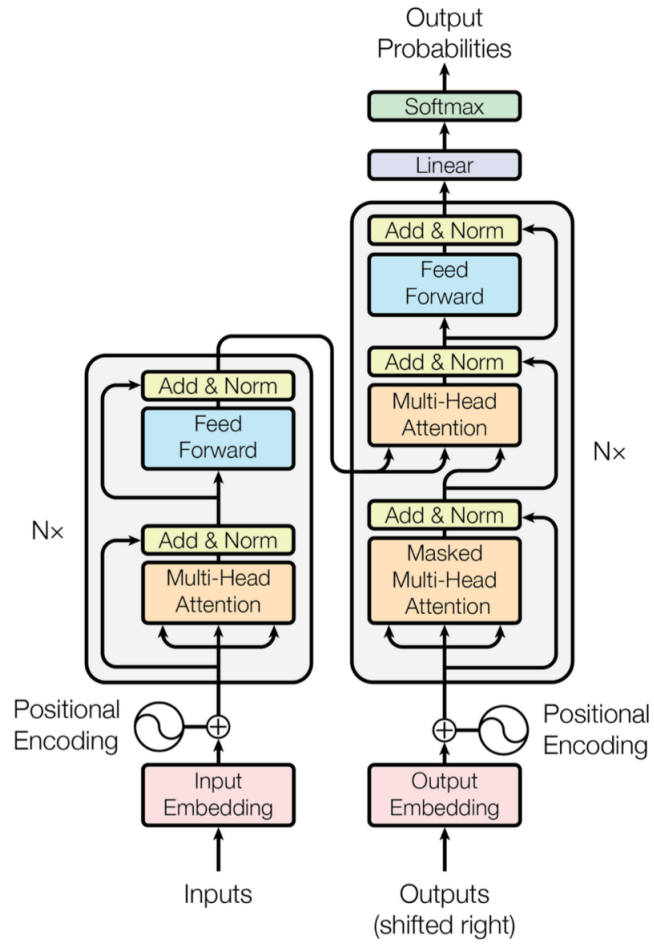 Output
Probabilities
Softmax
Linear
Add & Norm
Feed
Forward
Add & Norm
Multi-Head
Attention
Add & Norm
Masked
Multi-Head
Attention
Nx
Add & Norm
Feed
Forward
Add & Norm
Multi-Head
Attention
Nx
Positional
Encoding
Positional
Encoding
Input
Embedding
Output
Embedding
Inputs
Outputs
(shifted right)